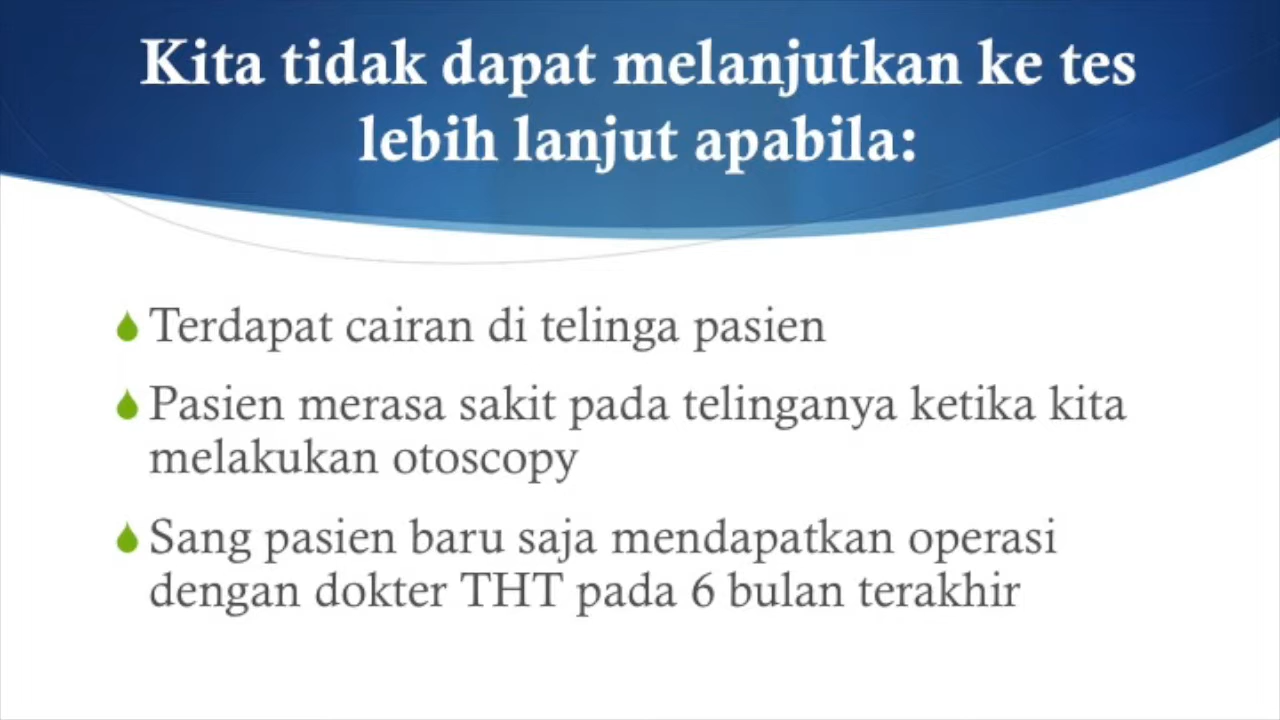 Kita tidak dapat melanjutkan ke tes
lebih lanjut apabila:
Terdapat cairan di telinga pasien
Pasien merasa sakit pada telinganya ketika kita
melakukan otoscopy
Sang pasien baru saja mendapatkan operasi
dengan dokter THT pada 6 bulan terakhir